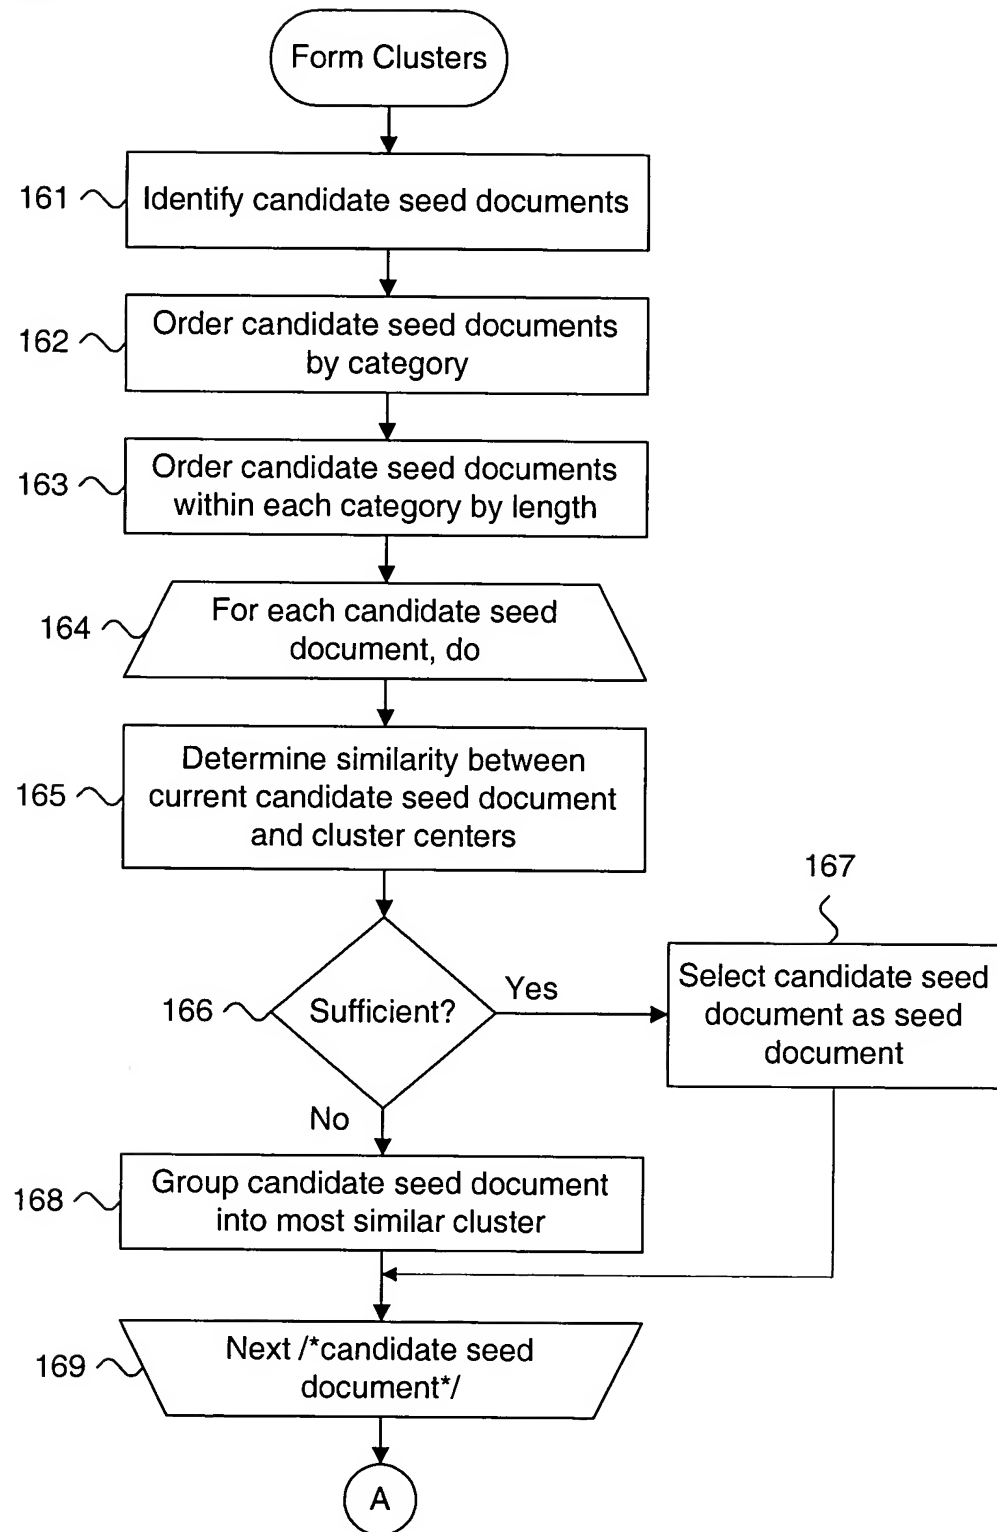 Form Clusters
161
Identify candidate seed documents
162
Order candidate seed documents
by category
163
Order candidate seed documents
within each category by length
164
For each candidate seed
document, do
165
Determine similarity between
current candidate seed document
and cluster centers
166
Sufficient?
Yes
167
Select candidate seed
document as seed
document
No
168
Group candidate seed document
into most similar cluster
169
Next /*candidate seed
document*/
A